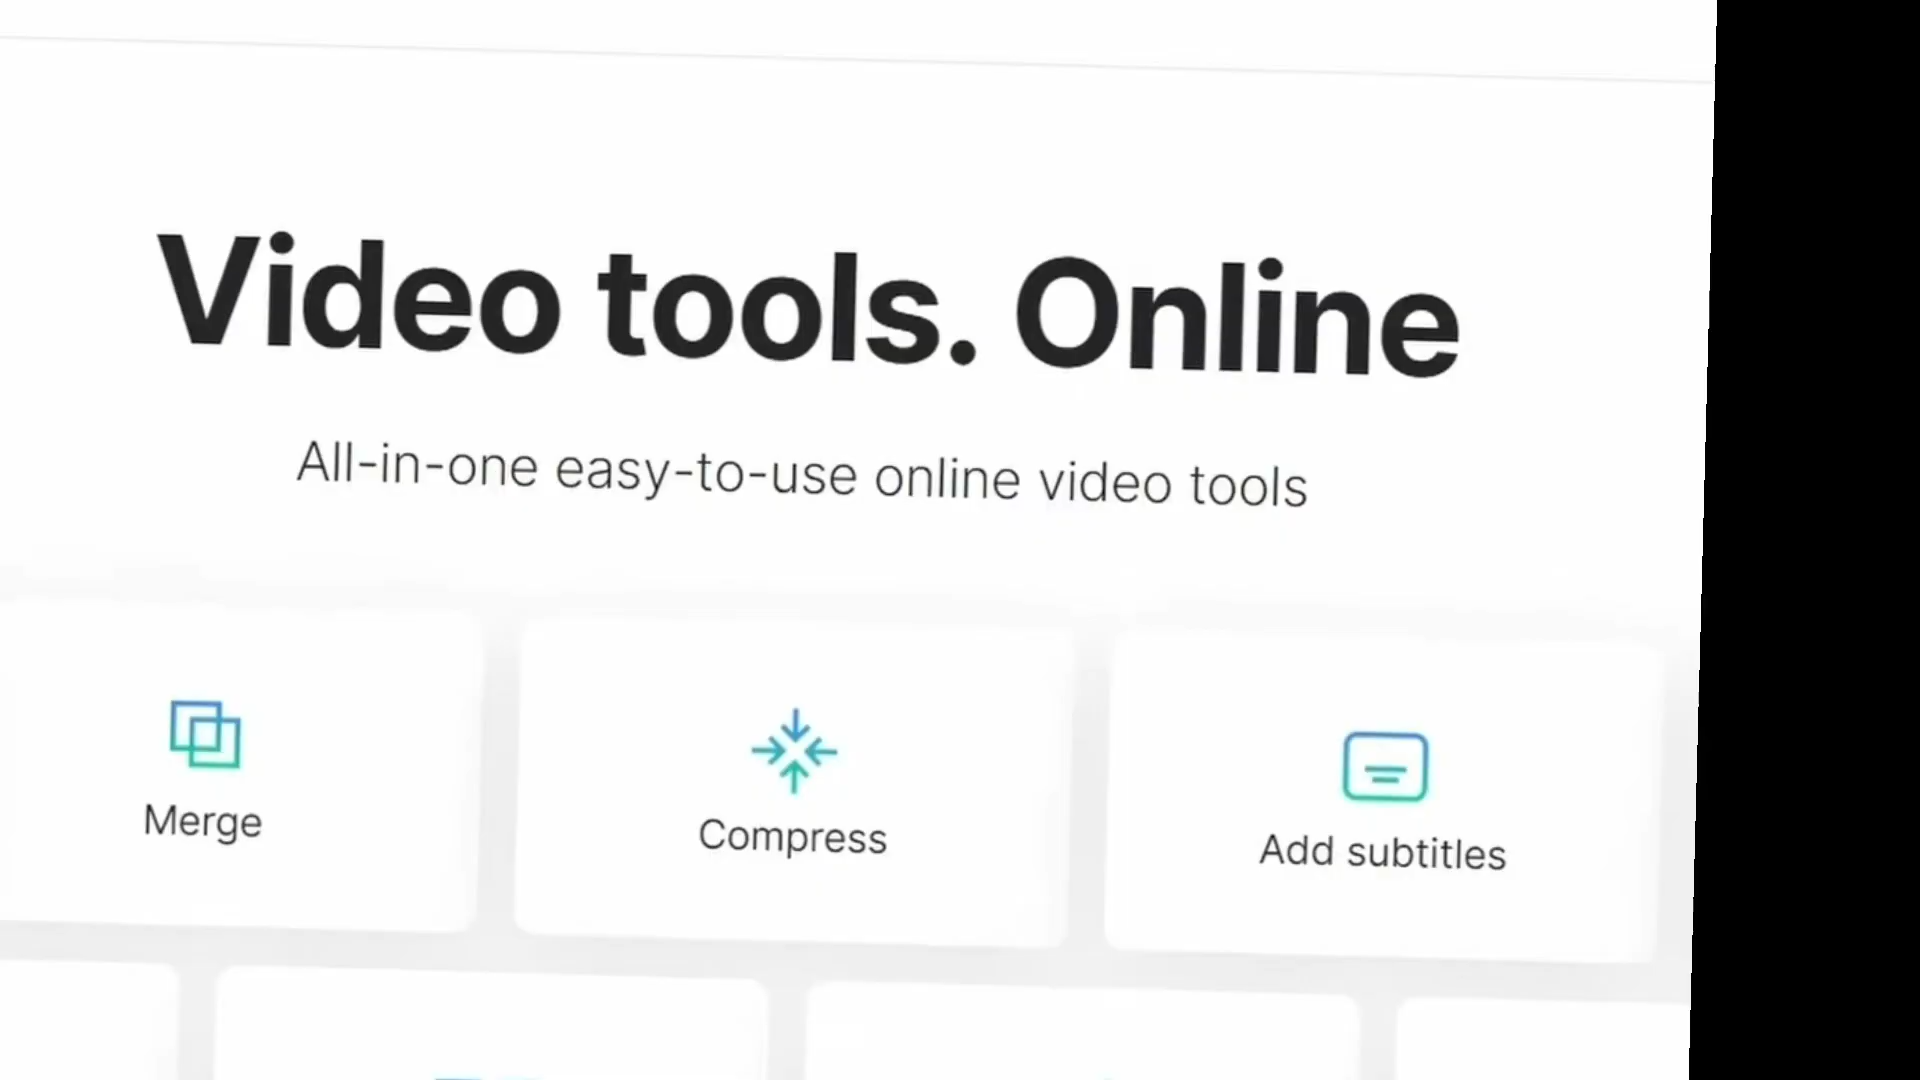 Video tools. Online
All-in-one easy-to-use online video tools
Merge
Compress
Add subtitles